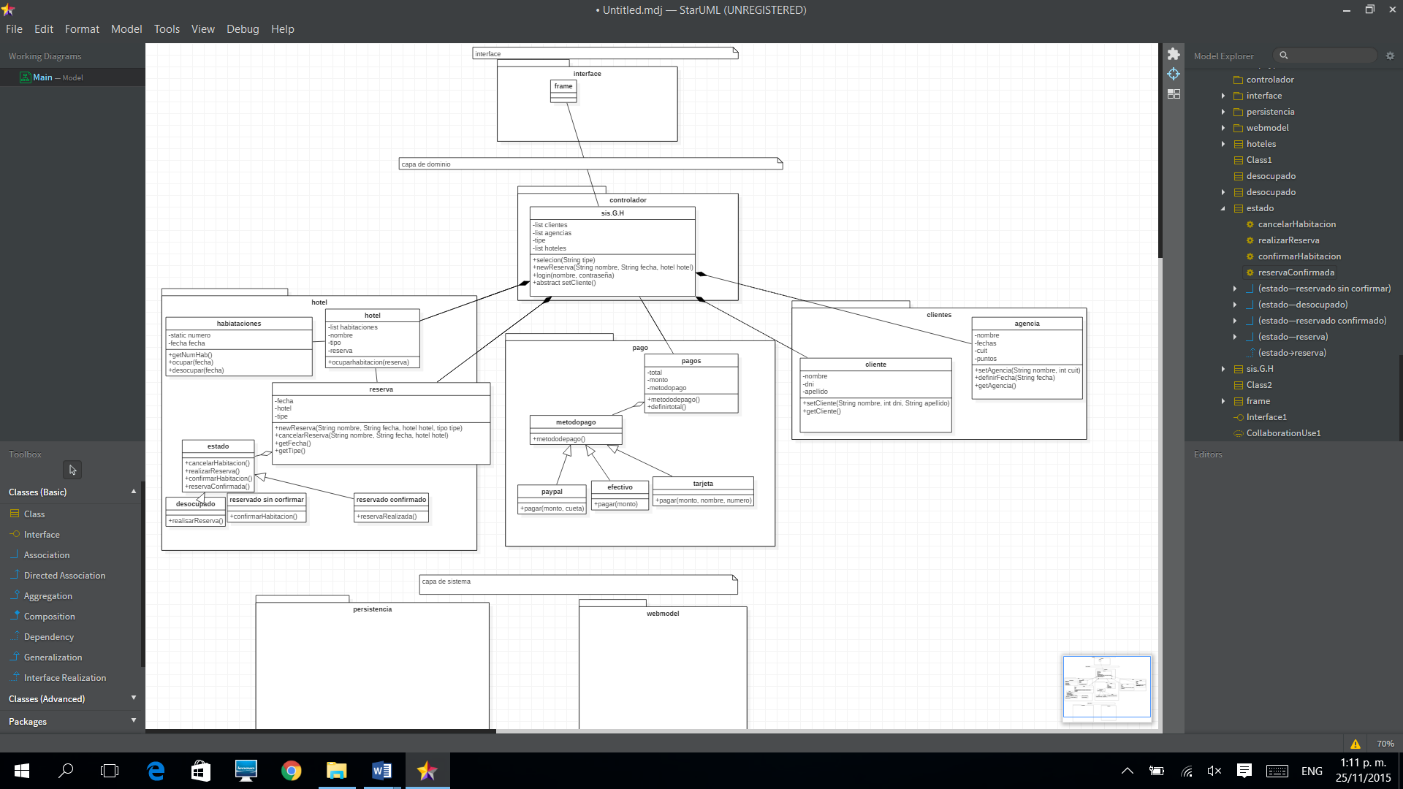 • Untitled.mdj — StarUML (UNREGISTERED)
File Edit Format Model Tools View Debug Help
Working Diagrams
Main — Model
interface
interface
frame
capa de dominio
controlador
sis.G.H
-list clientes
-list agencias
-tipe
-list hoteles
+selecion(String tipe)
+newReserva(String nombre, String fecha, hotel hotel)
+login(nombre, contraseña)
+abstract setCliente()
hotel
habiataciones
-static numero
-fecha fecha
+getNumHab()
+ocupar(fecha)
+desocupar(fecha)
hotel
-list habitaciones
-nombre
-tipo
-reserva
+ocuparhabitacion(reserva)
reserva
-fecha
-hotel
-tipe
+newReserva(String nombre, String fecha, hotel hotel, tipo tipe)
+cancelarReserva(String nombre, String fecha, hotel hotel)
+getFecha()
+getTipe()
estado
+cancelarHabitacion()
+realizarReserva()
+confirmarHabitacion()
+reservaConfirmada()
desocupado
+realisarReserva()
reservado sin corfirmar
+confirmarHabitacion()
reservado confirmado
+reservaRealizada()
pago
pagos
-total
-monto
-metodopago
+metododepago()
+definirtotal()
metodopago
+metododepago()
paypal
+pagar(monto, cueta)
efectivo
+pagar(monto)
tarjeta
+pagar(monto, nombre, numero)
clientes
cliente
-nombre
-dni
-apellido
+setCliente(String nombre, int dni, String apellido)
+getCliente()
agencia
-nombre
-fechas
-cuit
-puntos
+setAgencia(String nombre, int cuit)
+definirFecha(String fecha)
+getAgencia()
capa de sistema
persistencia
webmodel
Toolbox
Classes (Basic)
Class
Interface
Association
Directed Association
Aggregation
Composition
Dependency
Generalization
Interface Realization
Classes (Advanced)
Packages
Model Explorer
controlador
interface
persistencia
webmodel
hoteles
Class1
desocupado
desocupado
estado
cancelarHabitacion
realizarReserva
confirmarHabitacion
reservaConfirmada
(estado—reservado sin corfirmar)
(estado—desocupado)
(estado—reservado confirmado)
(estado—reserva)
(estado→reserva)
sis.G.H
Class2
frame
Interface1
CollaborationUse1
Editors
70%
ENG
1:11 p. m.
25/11/2015